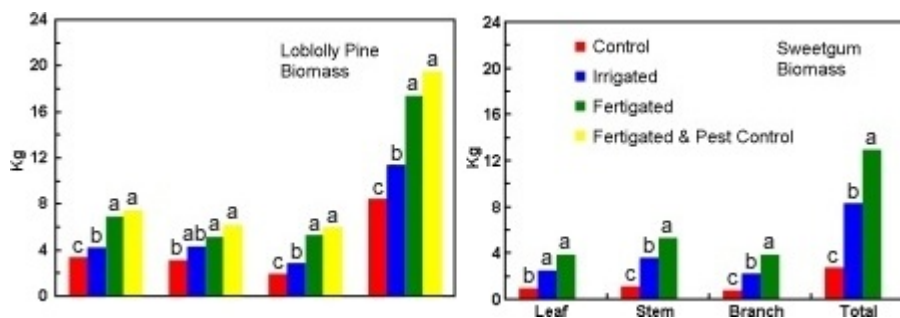 24
20
16
12
8
4
0
Kg
Loblolly Pine
Biomass
c b a a
b ab a a
c b a a
c b a a
24
20
16
12
8
4
0
Kg
Control
Irrigated
Fertigated
Fertigated & Pest Control
Sweetgum
Biomass
b a a
c b a
c b a
c b a
Leaf Stem Branch Total